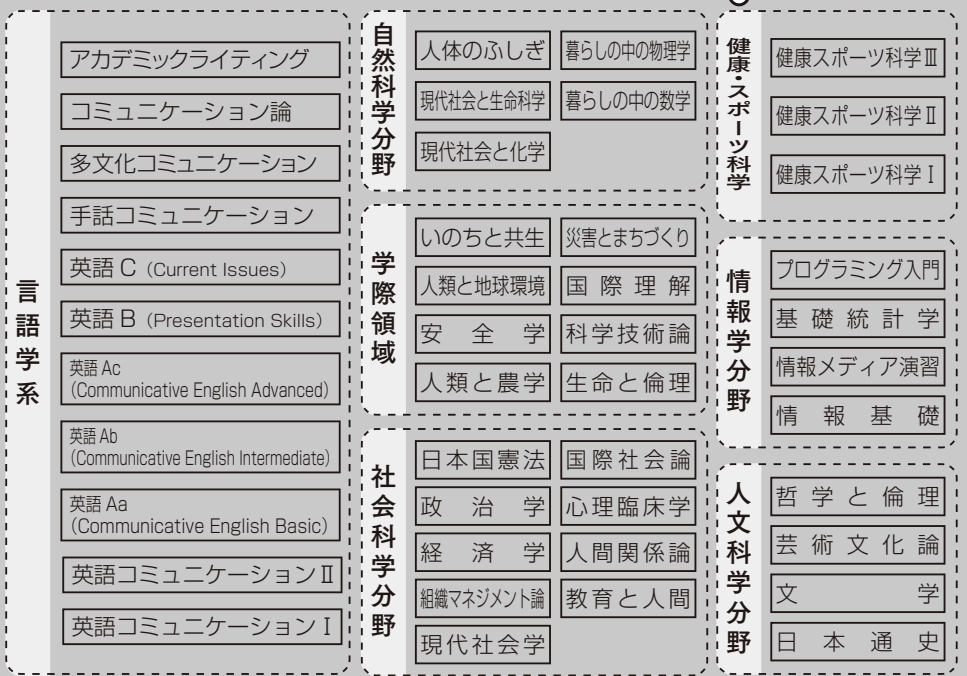 言語学系
アカデミックライティング
コミュニケーション論
多文化コミュニケーション
手話コミュニケーション
英語 C (Current Issues)
英語 B (Presentation Skills)
英語 Ac
(Communicative English Advanced)
英語 Ab
(Communicative English Intermediate)
英語 Aa
(Communicative English Basic)
英語コミュニケーションⅡ
英語コミュニケーションⅠ
自然科学分野
人体のふしぎ
暮らしの中の物理学
現代社会と生命科学
暮らしの中の数学
現代社会と化学
学際領域
いのちと共生
災害とまちづくり
人類と地球環境
国際理解
安全学
科学技術論
人類と農学
生命と倫理
社会科学分野
日本国憲法
国際社会論
政治学
心理臨床学
経済学
人間関係論
組織マネジメント論
教育と人間
現代社会学
健康・スポーツ科学
健康スポーツ科学Ⅲ
健康スポーツ科学Ⅱ
健康スポーツ科学Ⅰ
情報学分野
プログラミング入門
基礎統計学
情報メディア演習
情報基礎
人文科学分野
哲学と倫理
芸術文化論
文学
日本通史